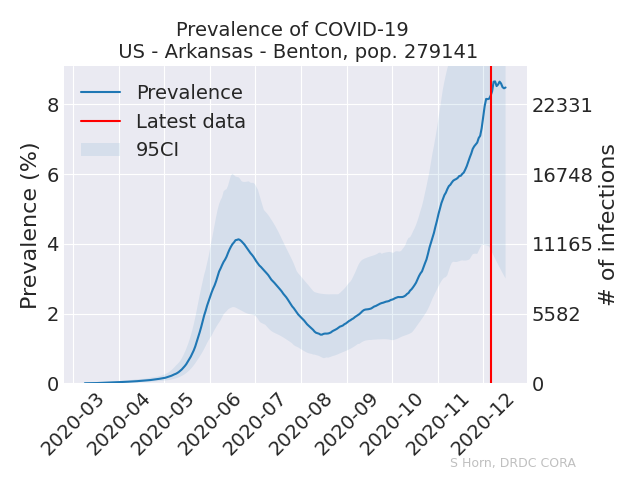 Prevalence of COVID-19
US - Arkansas - Benton, pop. 279141
Prevalence
Latest data
95CI
Prevalence (%)
8
6
4
2
0
22331
16748
11165
5582
0
# of infections
2020-03
2020-04
2020-05
2020-06
2020-07
2020-08
2020-09
2020-10
2020-11
2020-12
S Horn, DRDC CORA